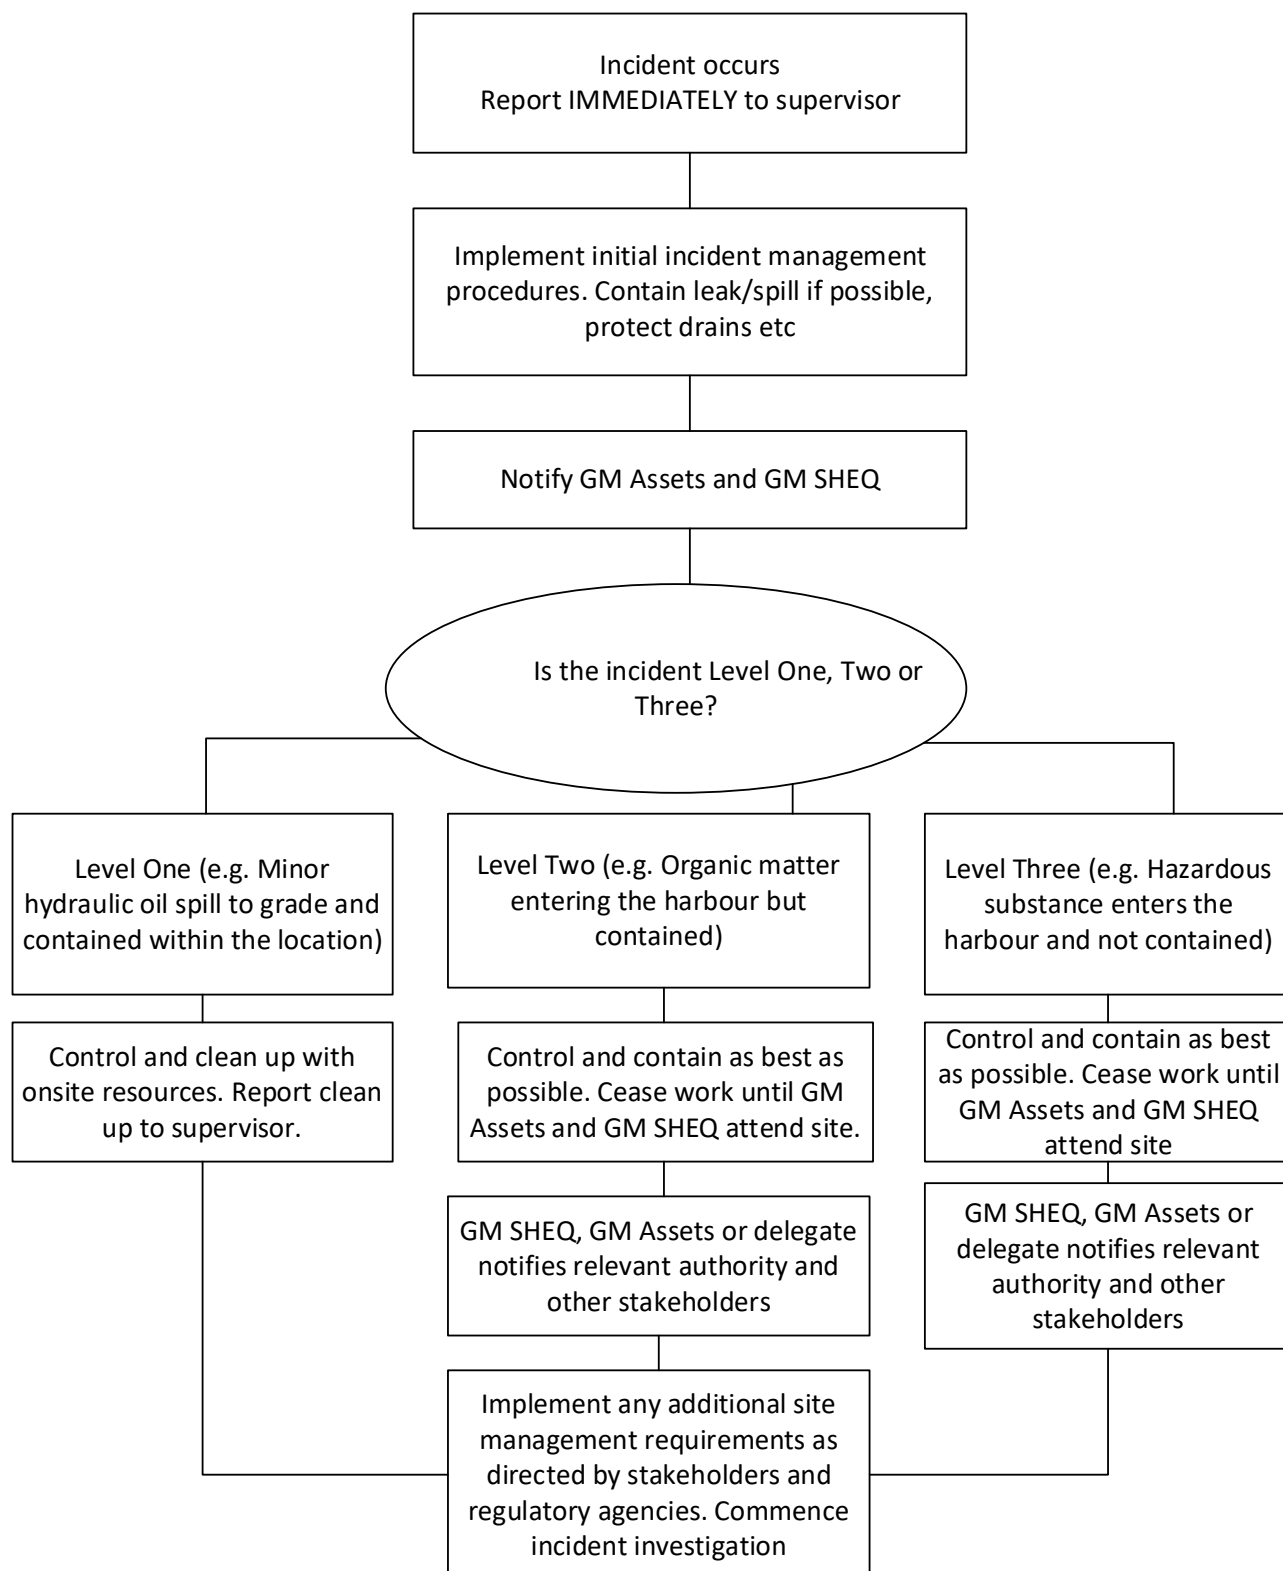 Incident occurs
Report IMMEDIATELY to supervisor
Implement initial incident management
procedures. Contain leak/spill if possible,
protect drains etc
Notify GM Assets and GM SHEQ
Is the incident Level One, Two or
Three?
Level One (e.g. Minor
hydraulic oil spill to grade and
contained within the location)
Level Two (e.g. Organic matter
entering the harbour but
contained)
Level Three (e.g. Hazardous
substance enters the
harbour and not contained)
Control and clean up with
onsite resources. Report clean
up to supervisor.
Control and contain as best as
possible. Cease work until GM
Assets and GM SHEQ attend site.
Control and contain as best
as possible. Cease work until
GM Assets and GM SHEQ
attend site
GM SHEQ, GM Assets or delegate
notifies relevant authority and
other stakeholders
GM SHEQ, GM Assets or
delegate notifies relevant
authority and other
stakeholders
Implement any additional site
management requirements as
directed by stakeholders and
regulatory agencies. Commence
incident investigation